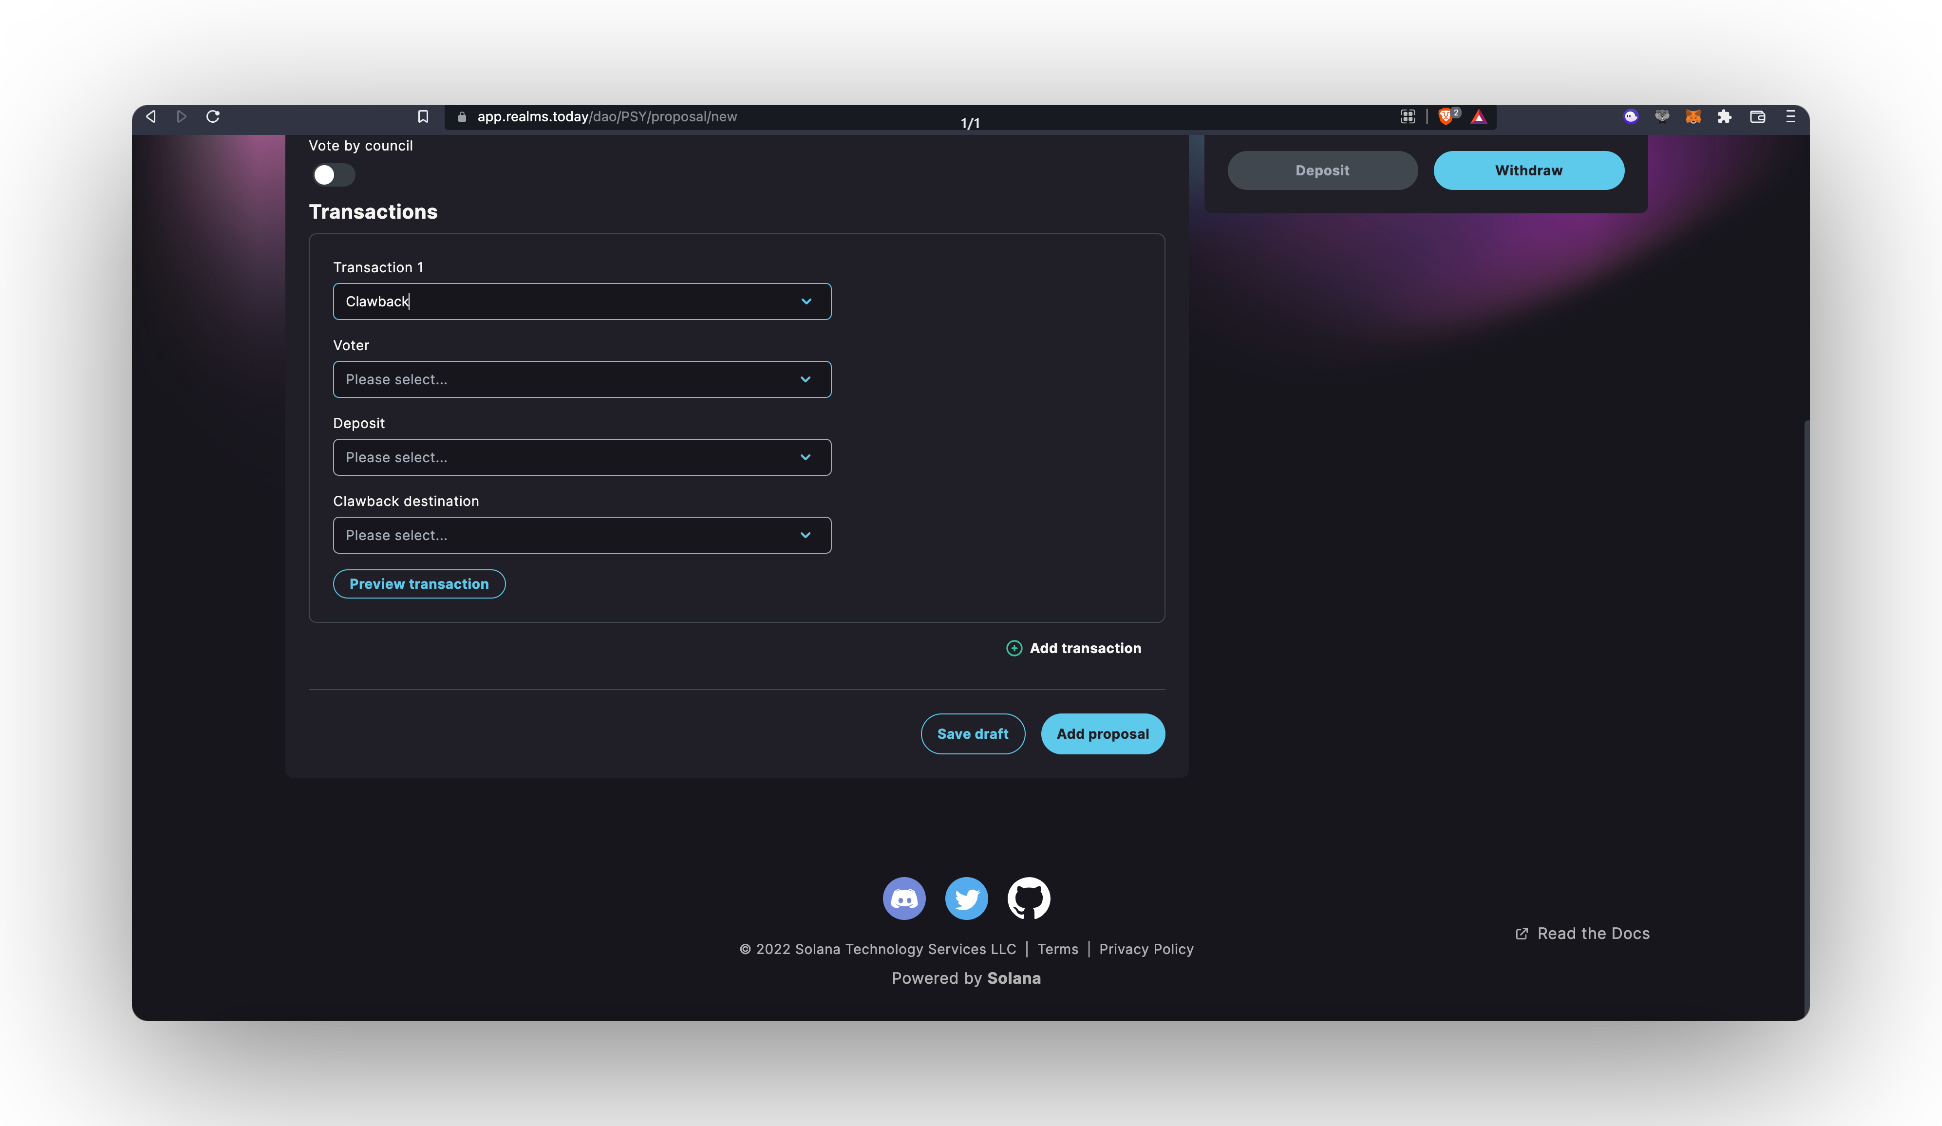 app.realms.today/dao/PSY/proposal/new
1/1
2
Vote by council
Deposit
Withdraw
Transactions
Transaction 1
Clawback
Voter
Please select...
Deposit
Please select...
Clawback destination
Please select...
Preview transaction
Add transaction
Save draft
Add proposal
© 2022 Solana Technology Services LLC | Terms | Privacy Policy
Powered by Solana
Read the Docs